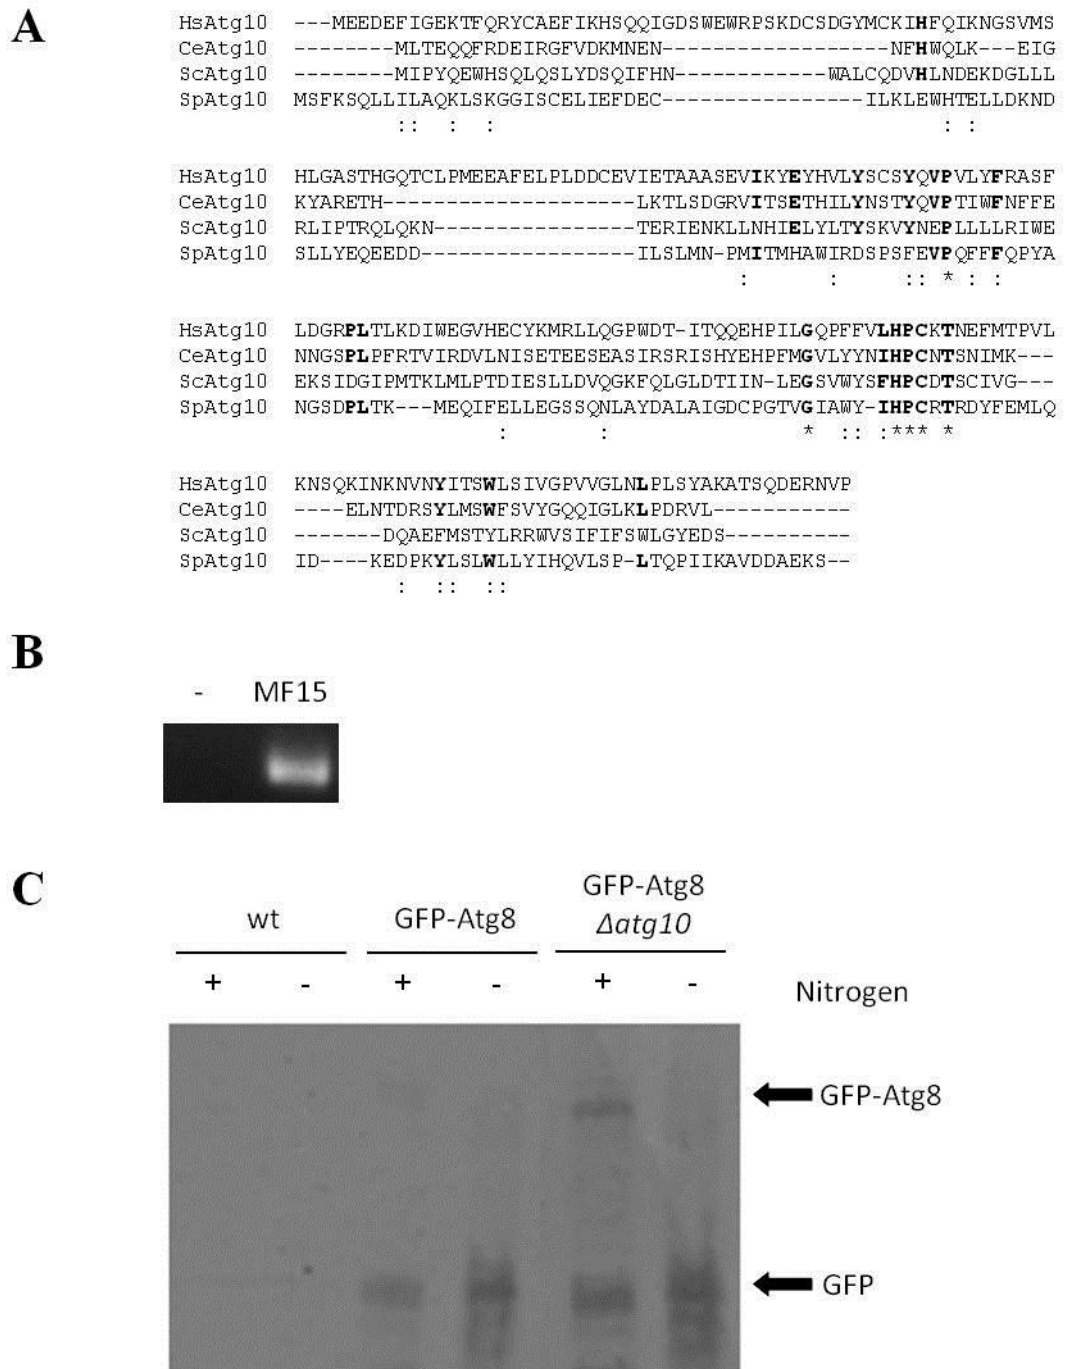 A
HsAtg10 ---MEEDEFIGEKTFQRYCAEFIKHSQQIGDSWEWRPSKDCSDGYMCKIHFQIKNGSVMS
CeAtg10 --------MLTEQQFRDEIRGFVDKMNEN------------------NFHWQLK---EIG
ScAtg10 --------MIPYQEWHSQLQSLYDSQIFHN------------WALCQDVHLNDEKDGLLL
SpAtg10 MSFKSQLLILAQKLSKGGISCELIEFDEC----------------ILKLEWHTELLDKND
:: : : : :
HsAtg10 HLGASTHGQTCLPMEEAFELPLDDCEVIETAAASEVIKYEYHVLYSCSYQVPVLYFRASF
CeAtg10 KYARETH--------------------LKTLSDGRVITSETHILYNSTYQVPTIWFNFFE
ScAtg10 RLIPTRQLQKN----------------TERIENKLLNHIELYLTYSKVYNEPLLLLRIWE
SpAtg10 SLLYEQEEDD-----------------ILSLMN-PMITMHAWIRDSPSFEVPQFFFQPYA
: : :: * : :
HsAtg10 LDGRPLTLKDIWEGVHECYKMRLLQGPWDT-ITQQEHPILGQPFFVLHPCKTNEFMTPVL
CeAtg10 NNGSPLPFRTVIRDVLNISETEESEASIRSRISHYEHPFMGVLYYNIHPCNTSNIMK---
ScAtg10 EKSIDGIPMTKLMLPTDIESLLDVQGKFQLGLDTIIN-LEGSVWYSFHPCDTSCIVG---
SpAtg10 NGSDPLTK---MEQIFELLEGSSQNLAYDALAIGDCPGTVGIAWY-IHPCRTRDYFEMLQ
: : * :: :*** *
HsAtg10 KNSQKINKNVNYITSWLSIVGPVVGLNLPLSYAKATSQDERNVP
CeAtg10 ----ELNTDRSYLMSWFSVYGQQIGLKLPDRVL-----------
ScAtg10 -------DQAEFMSTYLRRWVSIFIFSWLGYEDS----------
SpAtg10 ID----KEDPKYLSLWLLYIHQVLSP-LTQPIIKAVDDAEKS--
: :: ::
B
- MF15
C
GFP-Atg8
wt GFP-Atg8 Δatg10
+ - + - + - Nitrogen
GFP-Atg8
GFP